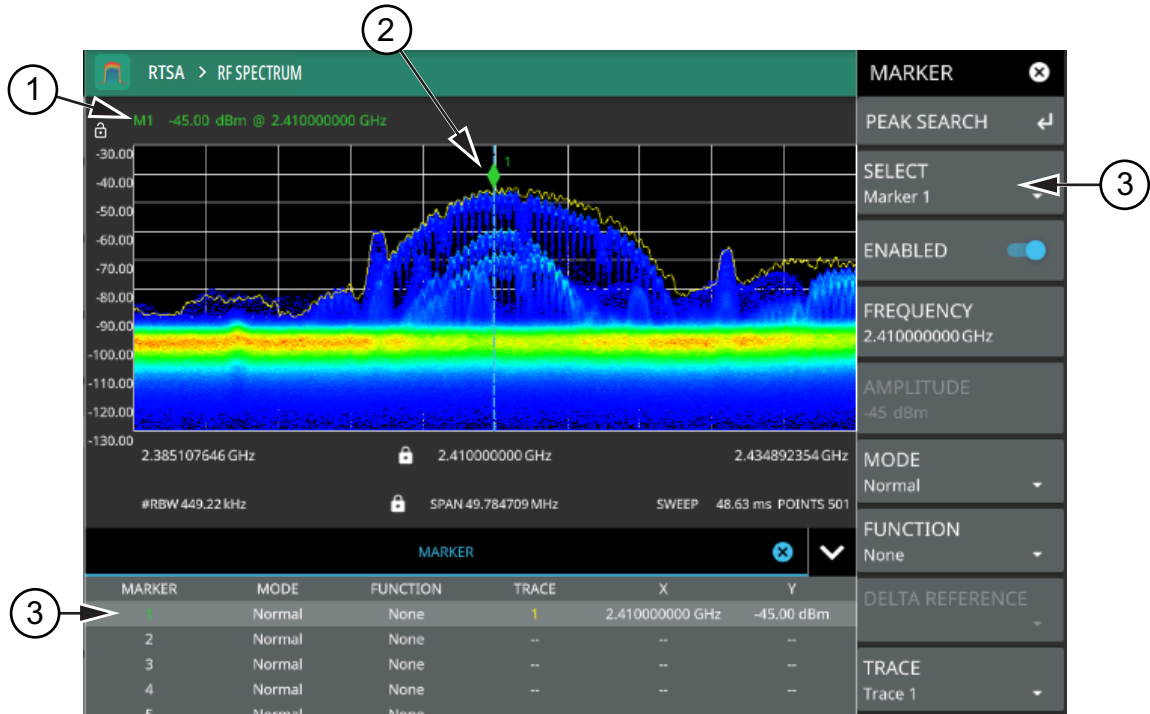 2
RTSA > RF SPECTRUM
MARKER
1
M1 -45.00 dBm @ 2.410000000 GHz
PEAK SEARCH
-30.00
1
-40.00
-50.00
-60.00
-70.00
-80.00
-90.00
-100.00
-110.00
-120.00
-130.00
SELECT
Marker 1
3
ENABLED
FREQUENCY
2.410000000 GHz
AMPLITUDE
-45 dBm
2.385107646 GHz 2.410000000 GHz 2.434892354 GHz
MODE
Normal
#RBW 449.22 kHz SPAN 49.784709 MHz SWEEP 48.63 ms POINTS 501
FUNCTION
None
MARKER
MARKER MODE FUNCTION TRACE X Y
3
1 Normal None 1 2.410000000 GHz -45.00 dBm
2 Normal None -- -- --
3 Normal None -- -- --
4 Normal None -- -- --
5 Normal None
DELTA REFERENCE
--
TRACE
Trace 1